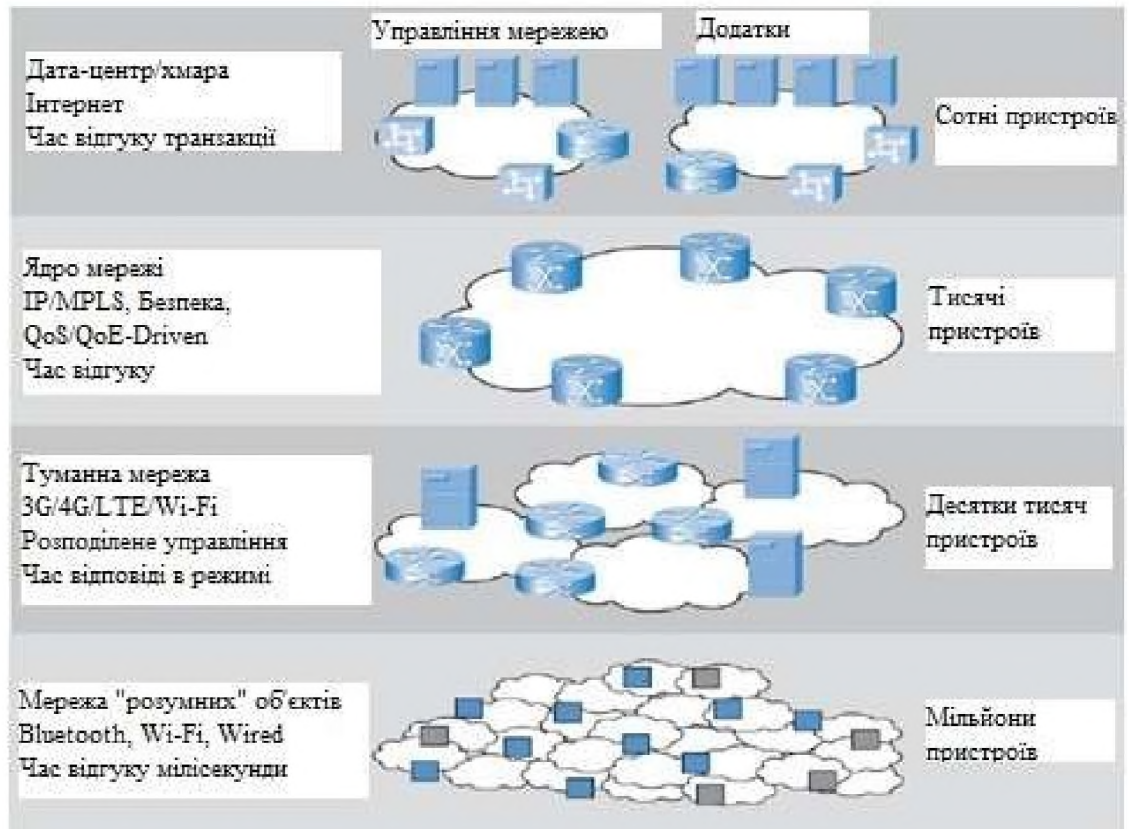 Управління мережею
Додатки
Дата-центр/хмара
Інтернет
Час відгуку транзакції
Сотні пристроїв
Ядро мережі
IP/MPLS, Безпека,
QoS/QoE-Driven
Час відгуку
Тисячі
пристроїв
Туманна мережа
3G/4G/LTE/Wi-Fi
Розподілене управління
Час відповіді в режимі
Десятки тисяч
пристроїв
Мережа "розумних" об'єктів
Bluetooth, Wi-Fi, Wired
Час відгуку мілісекунди
Мільйони
пристроїв